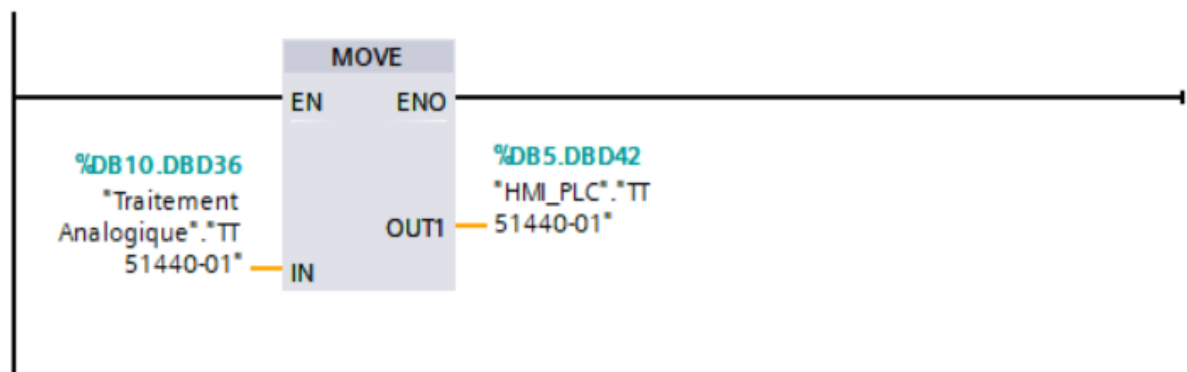 MOVE
EN ENO
%DB10.DBD36
"Traitement
Analogique"."TT
51440-01"
IN
%DB5.DBD42
"HMI_PLC"."TT
51440-01"
OUT1